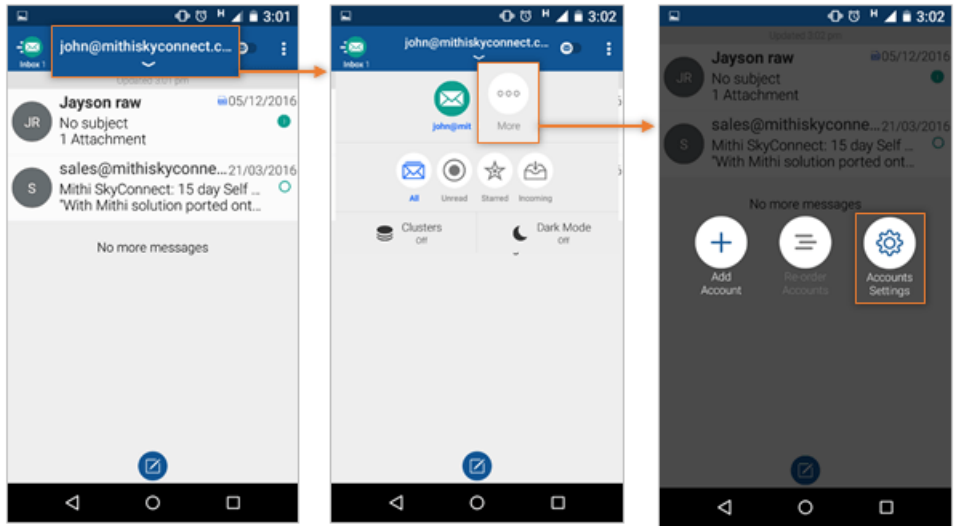 H 3:01
john@mithiskyconnect.c...
Inbox 1
Updated 3:01 pm
JR
Jayson raw
05/12/2016
No subject
1 Attachment
S
sales@mithiskyconne...21/03/2016
Mithi SkyConnect: 15 day Self ...
"With Mithi solution ported ont...
No more messages
H 3:02
john@mithiskyconnect.c...
Inbox 1
john@mit
More
All
Unread
Starred
Incoming
Clusters
Off
Dark Mode
Off
H 3:02
Updated 3:02 pm
JR
Jayson raw
05/12/2016
No subject
1 Attachment
S
sales@mithiskyconne...21/03/2016
Mithi SkyConnect: 15 day Self ...
"With Mithi solution ported ont...
No more messages
Add
Account
Re-order
Accounts
Accounts
Settings